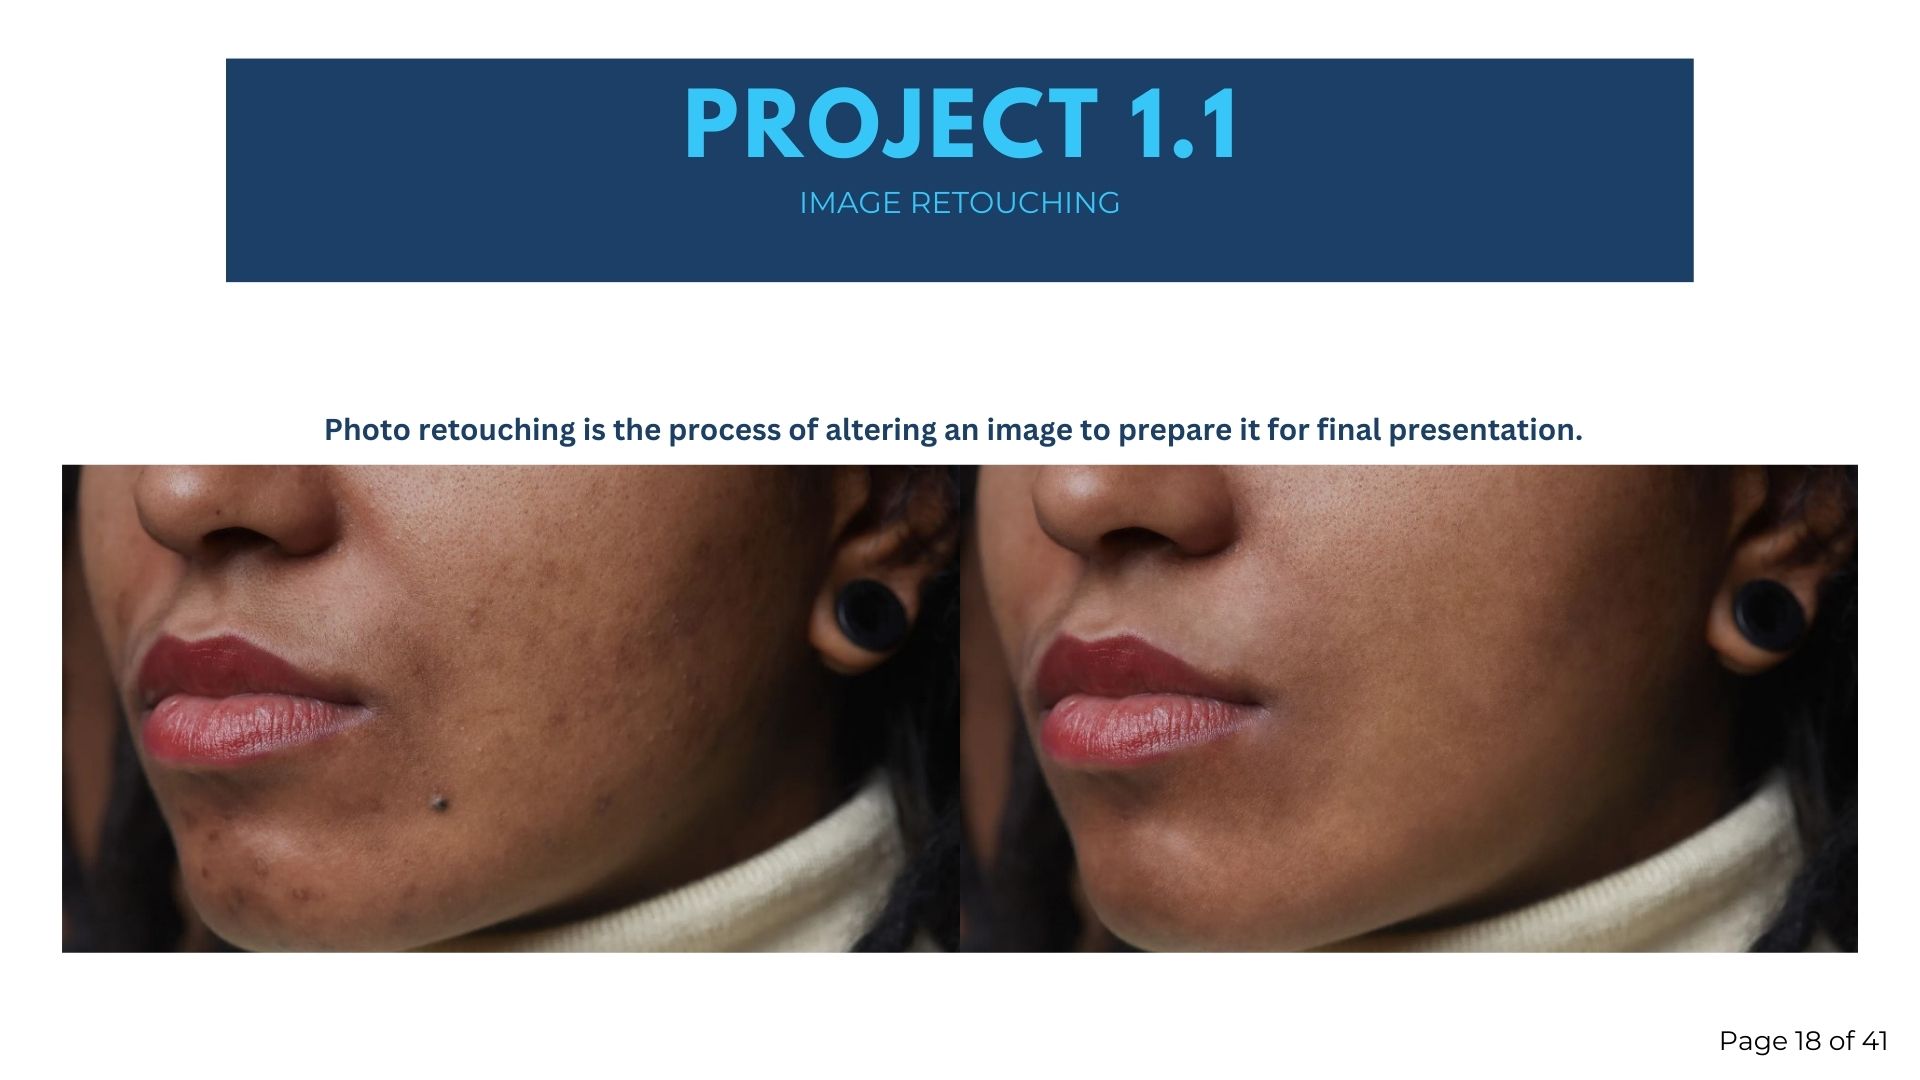 PROJECT 1.1
IMAGE RETOUCHING
Photo retouching is the process of altering an image to prepare it for final presentation.
Page 18 of 41